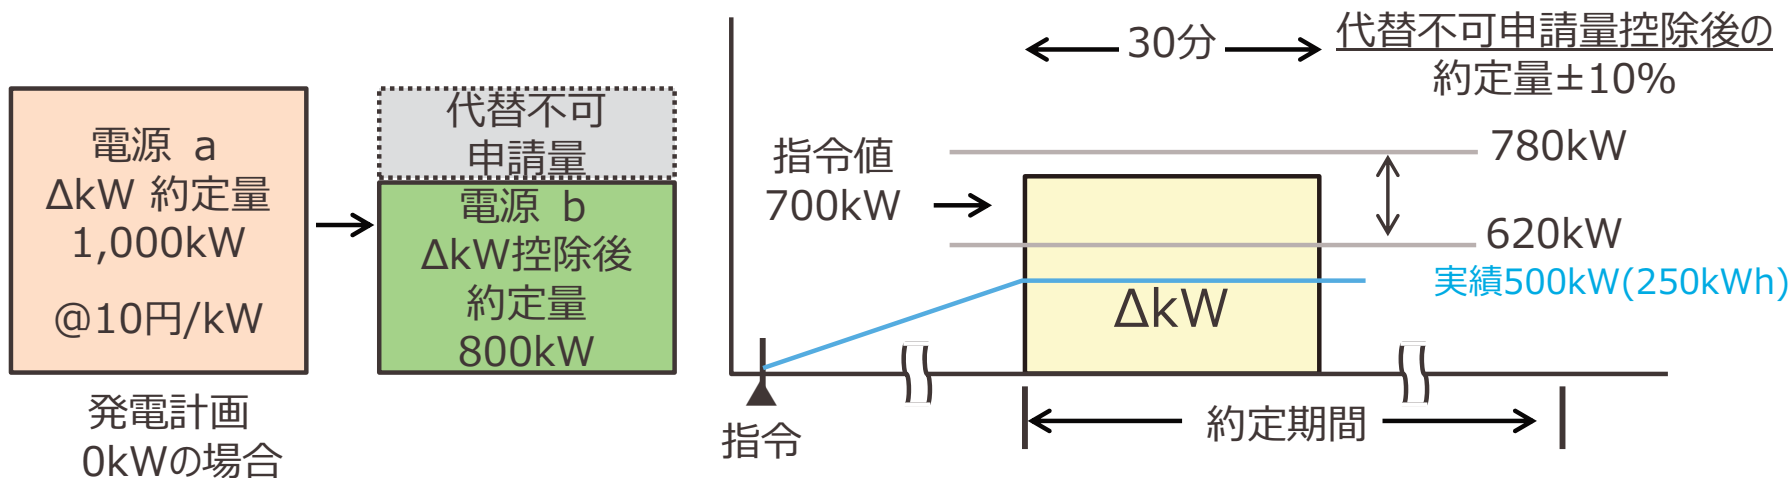 電源 a
ΔkW 約定量
1,000kW
@10円/kW
発電計画
0kWの場合
代替不可
申請量
電源 b
ΔkW控除後
約定量
800kW
30分
代替不可申請量控除後の
約定量±10%
指令値
700kW
780kW
620kW
実績500kW(250kWh)
ΔkW
指令
約定期間